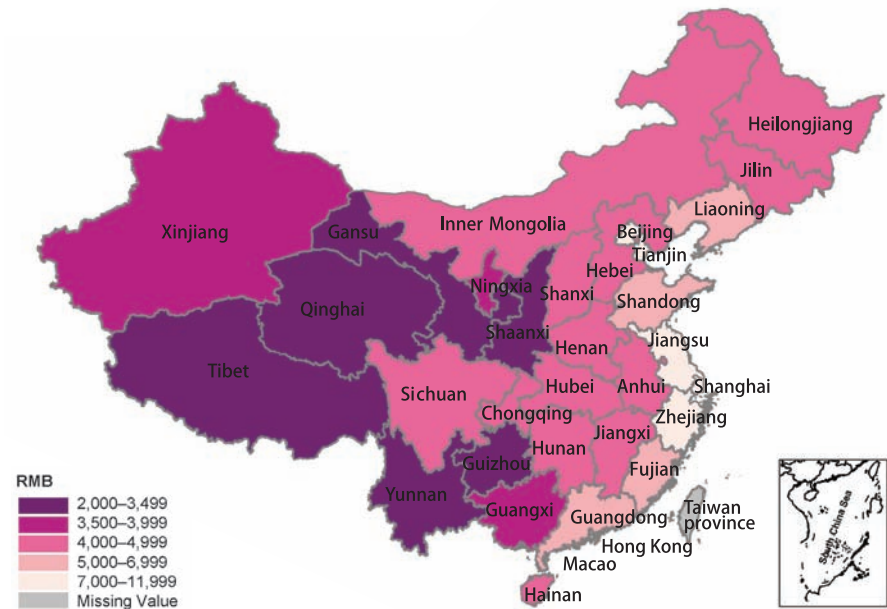 Heilongjiang
Jilin
Liaoning
Inner Mongolia
Xinjiang
Gansu
Beijing
Tianjin
Hebei
Ningxia
Shanxi
Shandong
Qinghai
Shaanxi
Jiangsu
Henan
Tibet
Sichuan
Hubei
Anhui
Shanghai
Chongqing
Zhejiang
Hunan
Jiangxi
Guizhou
Fujian
Yunnan
Guangxi
Guangdong
Taiwan
province
Hong Kong
Macao
Hainan
South China Sea
RMB
2,000–3,499
3,500–3,999
4,000–4,999
5,000–6,999
7,000–11,999
Missing Value